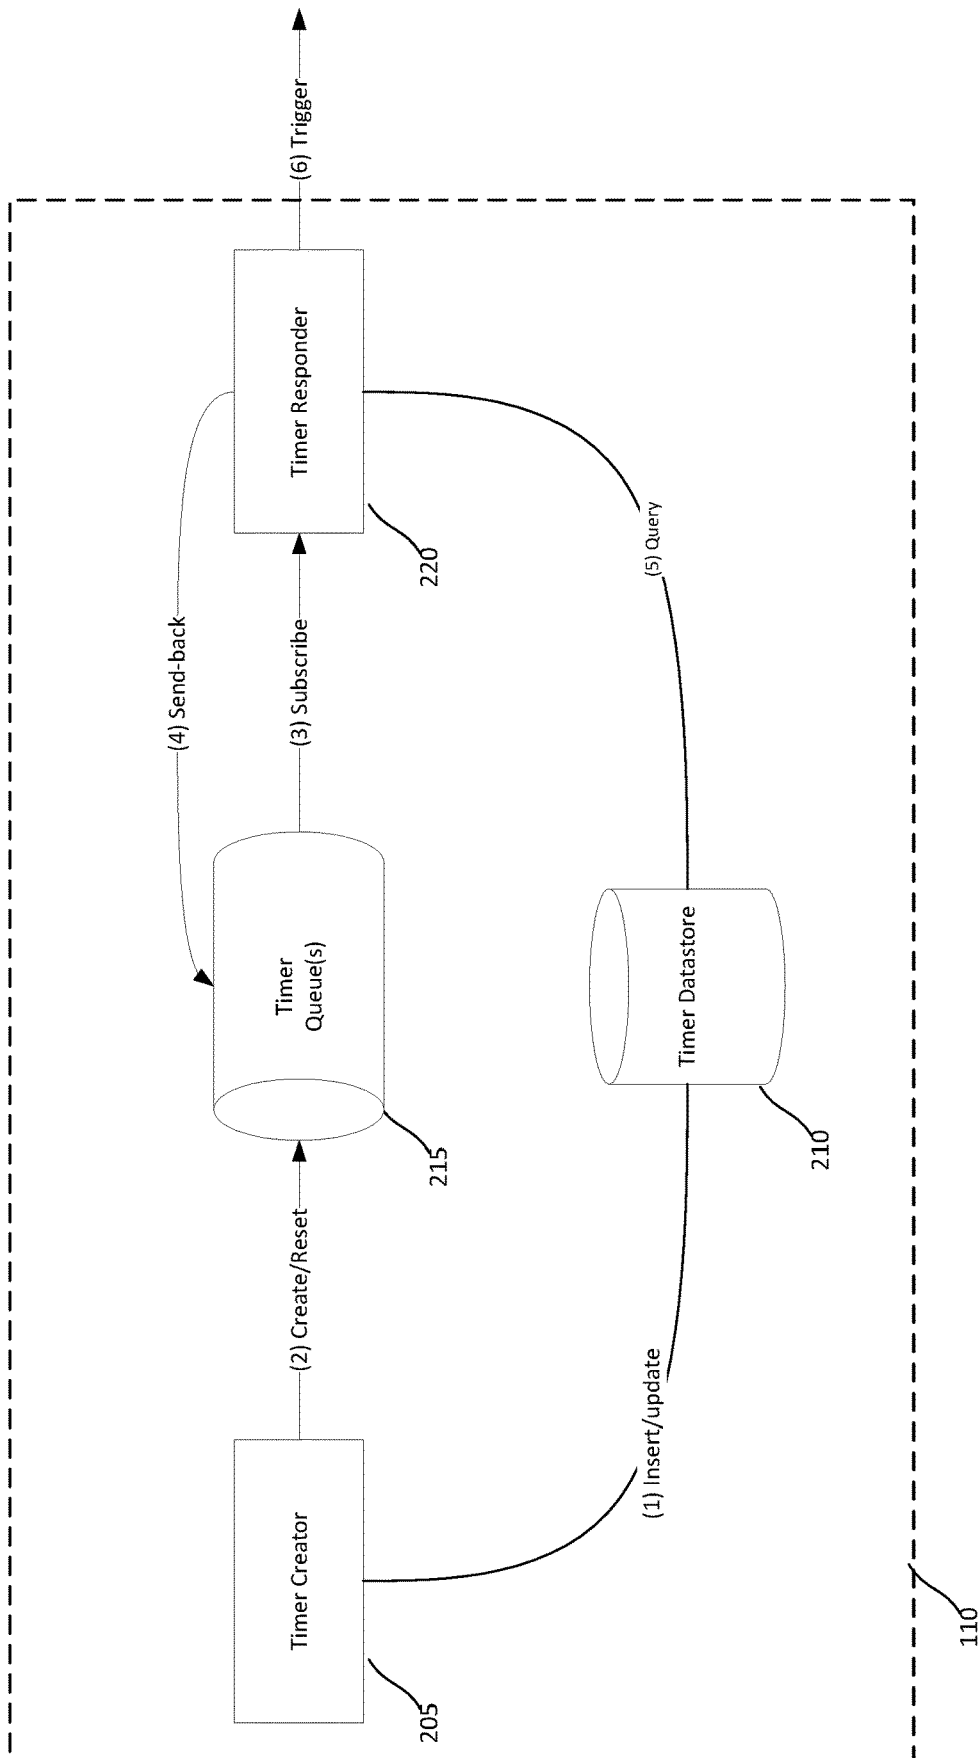 (6) Trigger
(4) Send-back
Timer Creator
(2) Create/Reset
Timer
Queue(s)
(3) Subscribe
Timer Responder
205
215
220
(1) Insert/update
Timer Datastore
(5) Query
210
110